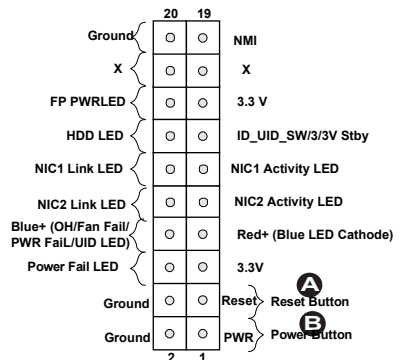 20 19
Ground NMI
X X
FP PWRLED 3.3 V
HDD LED ID_UID_SW/3/3V Stby
NIC1 Link LED NIC1 Activity LED
NIC2 Link LED NIC2 Activity LED
Blue+ (OH/Fan Fail/
PWR FaiL/UID LED) Red+ (Blue LED Cathode)
Power Fail LED 3.3V
A
Ground Reset Reset Button
B
Ground PWR Power Button
2 1